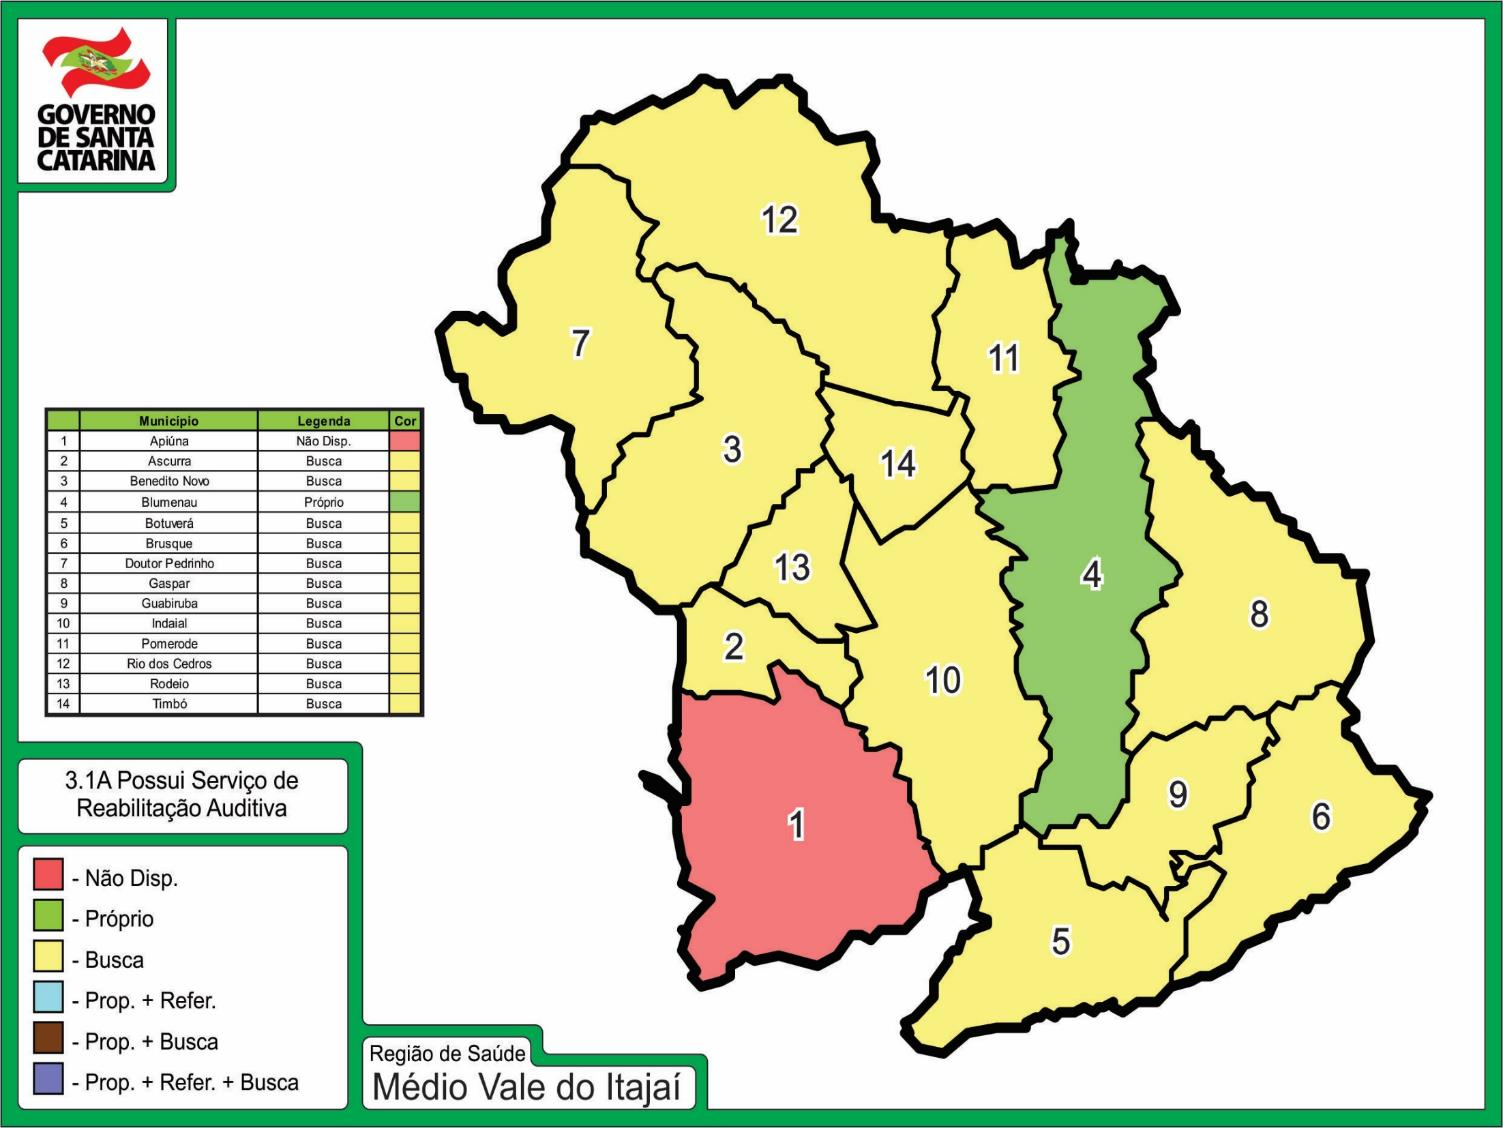 GOVERNO
DE SANTA
CATARINA
12
7
11
3
14
13
4
8
2
10
9
6
1
5
Município Legenda Cor
1 Apiúna Não Disp.
2 Ascurra Busca
3 Benedito Novo Busca
4 Blumenau Próprio
5 Botuverá Busca
6 Brusque Busca
7 Doutor Pedrinho Busca
8 Gaspar Busca
9 Guabiruba Busca
10 Indaial Busca
11 Pomerode Busca
12 Rio dos Cedros Busca
13 Rodeio Busca
14 Timbó Busca
3.1A Possui Serviço de
Reabilitação Auditiva
- Não Disp.
- Próprio
- Busca
- Prop. + Refer.
- Prop. + Busca
- Prop. + Refer. + Busca
Região de Saúde
Médio Vale do Itajaí